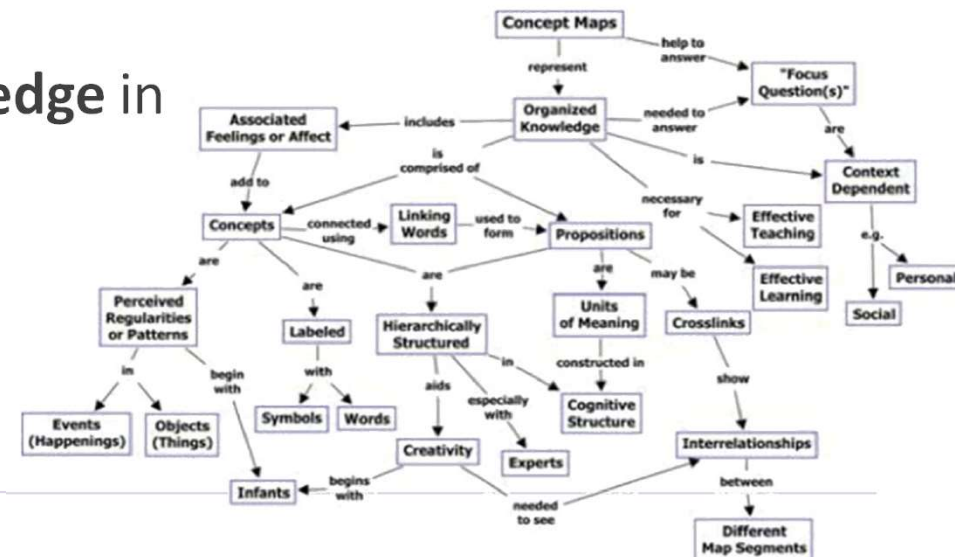 edge in
Concept Maps
help to
answer
represent
"Focus
Question(s)"
Associated
Feelings or Affect
includes
Organized
Knowledge
needed to
answer
are
is
comprised of
is
Context
Dependent
add to
necessary
for
Concepts
connected
using
Linking
Words
used to
form
Propositions
Effective
Teaching
e.g.
are
are
are
are
may be
Effective
Learning
Personal
Perceived
Regularities
or Patterns
Labeled
Hierarchically
Structured
Units
of Meaning
Crosslinks
Social
in
begin
with
with
aids
in
especially
with
constructed in
show
Events
(Happenings)
Objects
(Things)
Symbols
Words
Cognitive
Structure
Creativity
Experts
Interrelationships
Infants
begins
with
needed
to see
between
Different
Map Segments